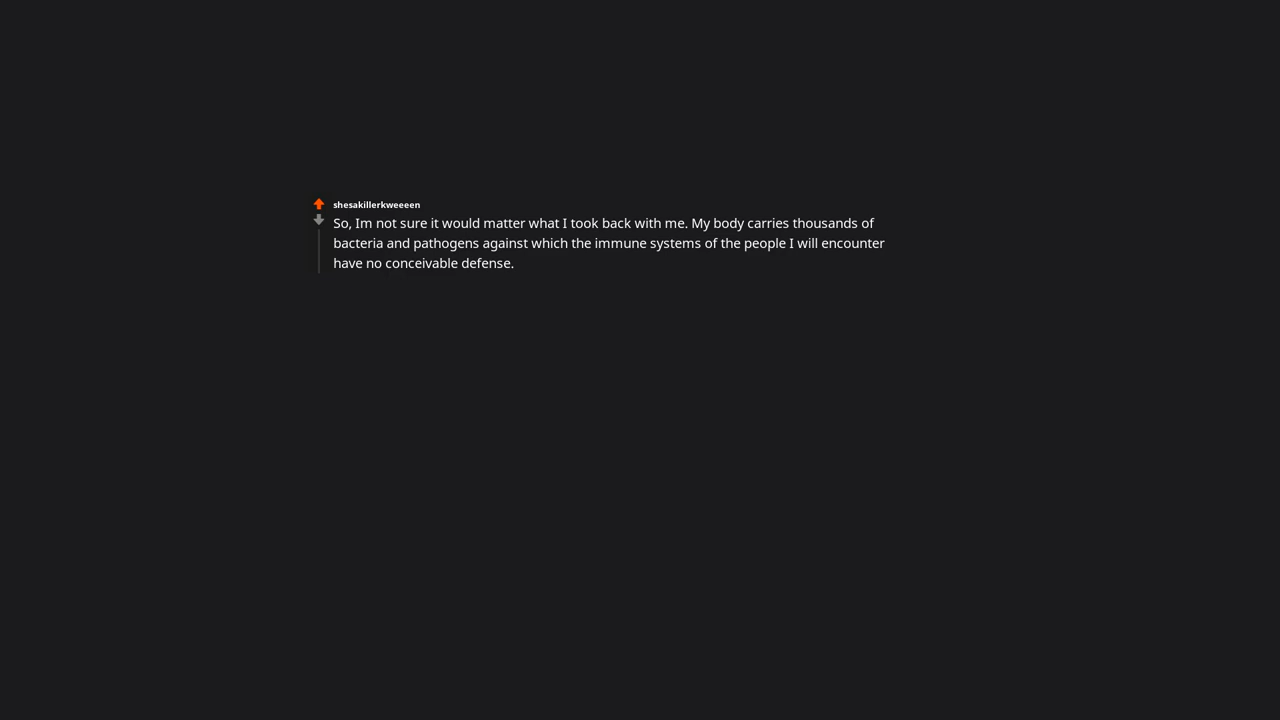 shesakillerkweeeen
So, Im not sure it would matter what I took back with me. My body carries thousands of
bacteria and pathogens against which the immune systems of the people I will encounter
have no conceivable defense.